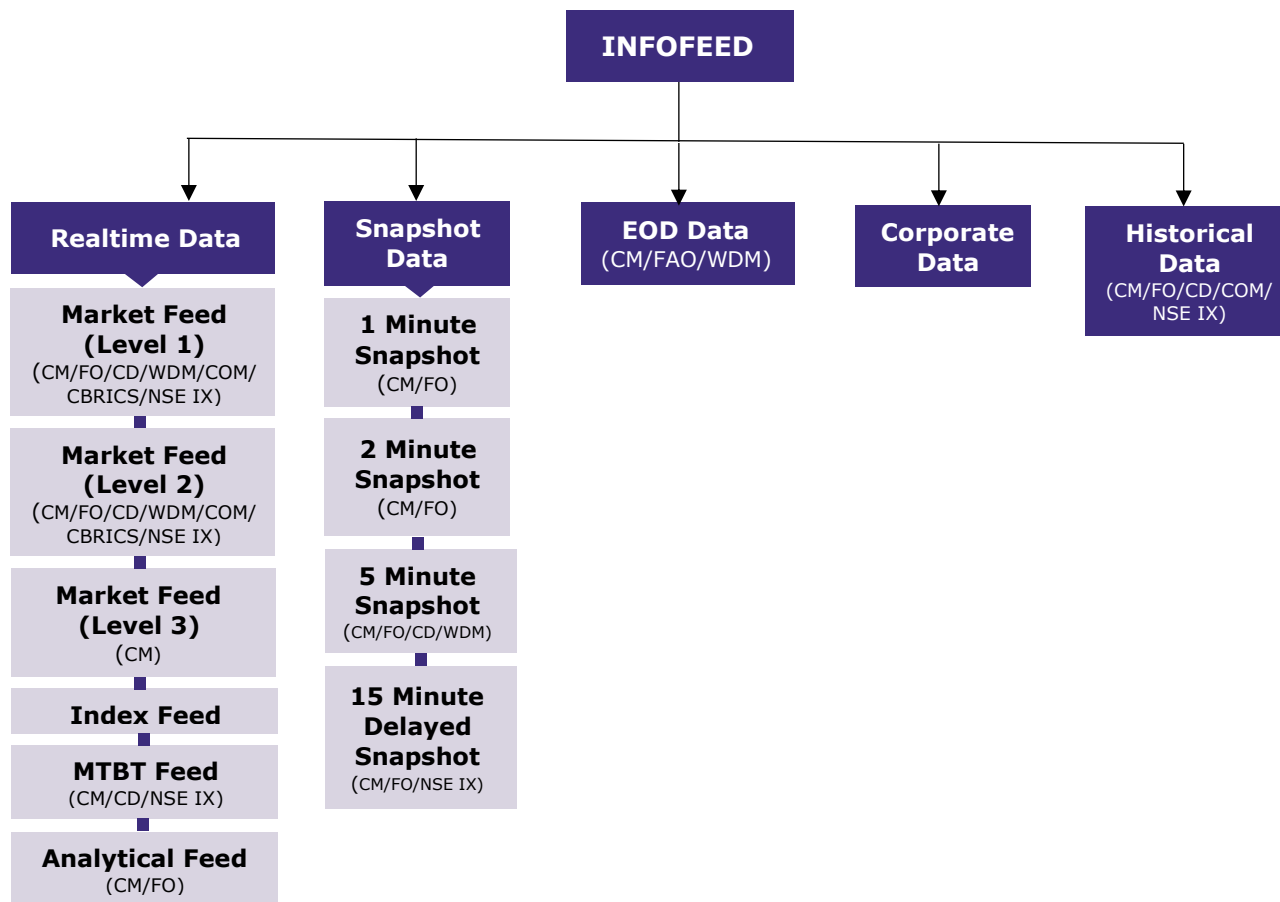 INFOFEED
Realtime Data
Market Feed
(Level 1)
(CM/FO/CD/WDM/COM/
CBRICS/NSE IX)
Market Feed
(Level 2)
(CM/FO/CD/WDM/COM/
CBRICS/NSE IX)
Market Feed
(Level 3)
(CM)
Index Feed
MTBT Feed
(CM/CD/NSE IX)
Analytical Feed
(CM/FO)
Snapshot
Data
1 Minute
Snapshot
(CM/FO)
2 Minute
Snapshot
(CM/FO)
5 Minute
Snapshot
(CM/FO/CD/WDM)
15 Minute
Delayed
Snapshot
(CM/FO/NSE IX)
EOD Data
(CM/FAO/WDM)
Corporate
Data
Historical
Data
(CM/FO/CD/COM/
NSE IX)